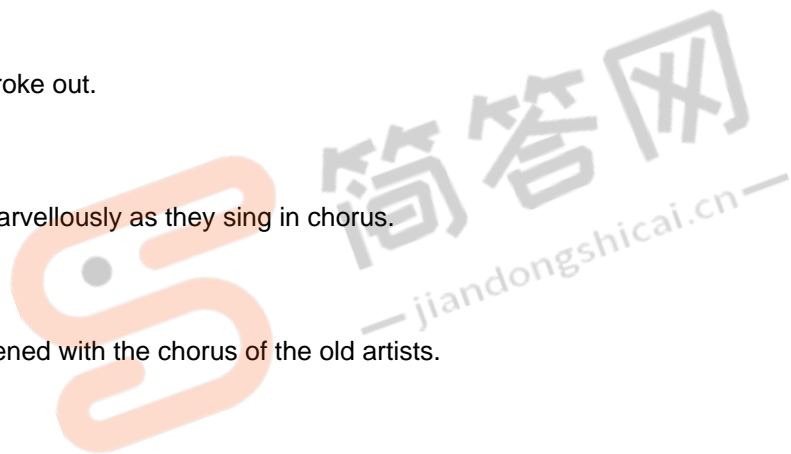 roke out.
简答网
arvellously as they sing in chorus.
jiandongshicai.cn
ened with the chorus of the old artists.